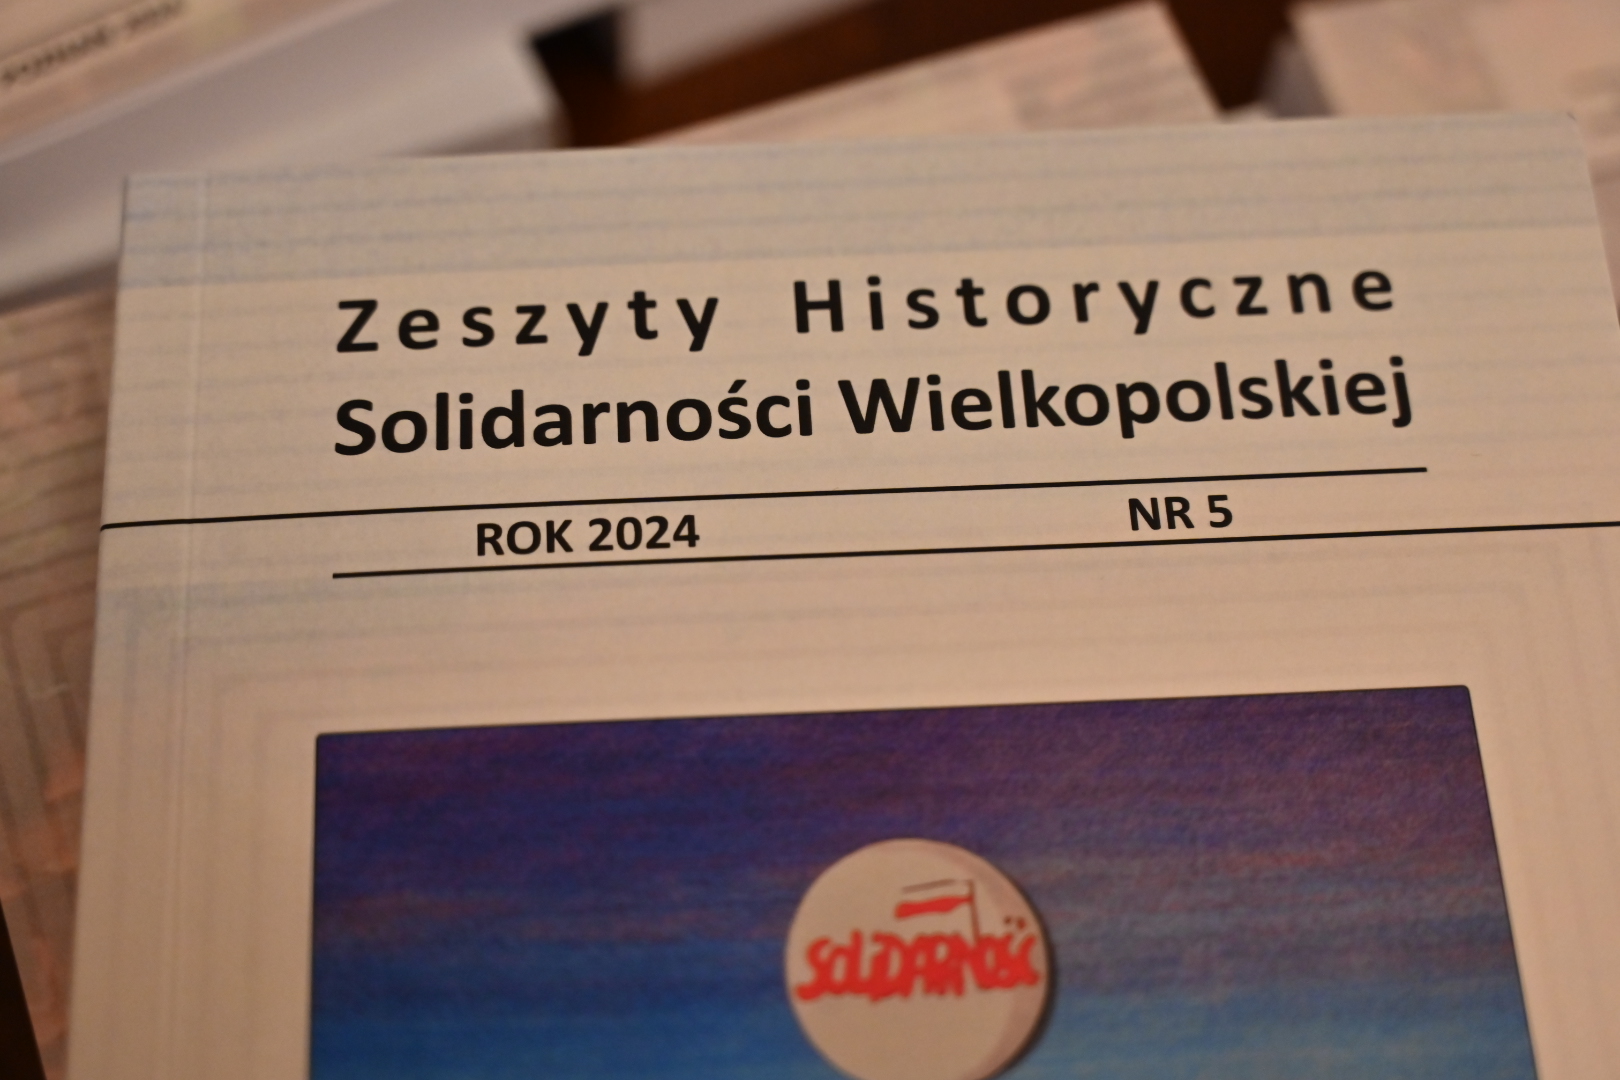 Zeszyty Historyczne
Solidarności Wielkopolskiej
ROK 2024 NR 5
SOLIDARNOŚĆ